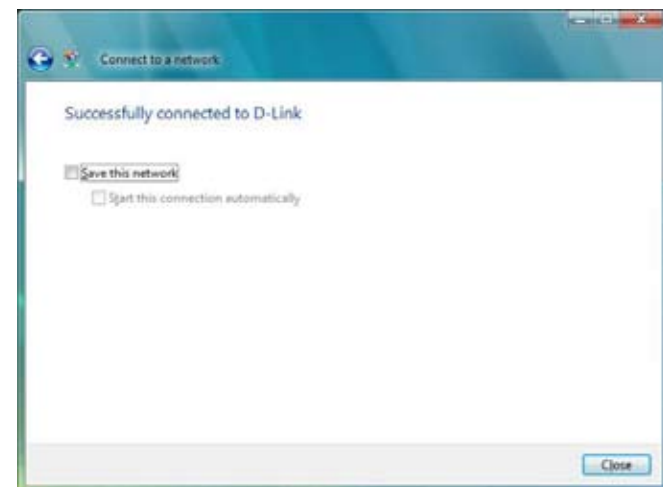 Connect to a network
Successfully connected to D-Link
Save this network
Start this connection automatically
Close